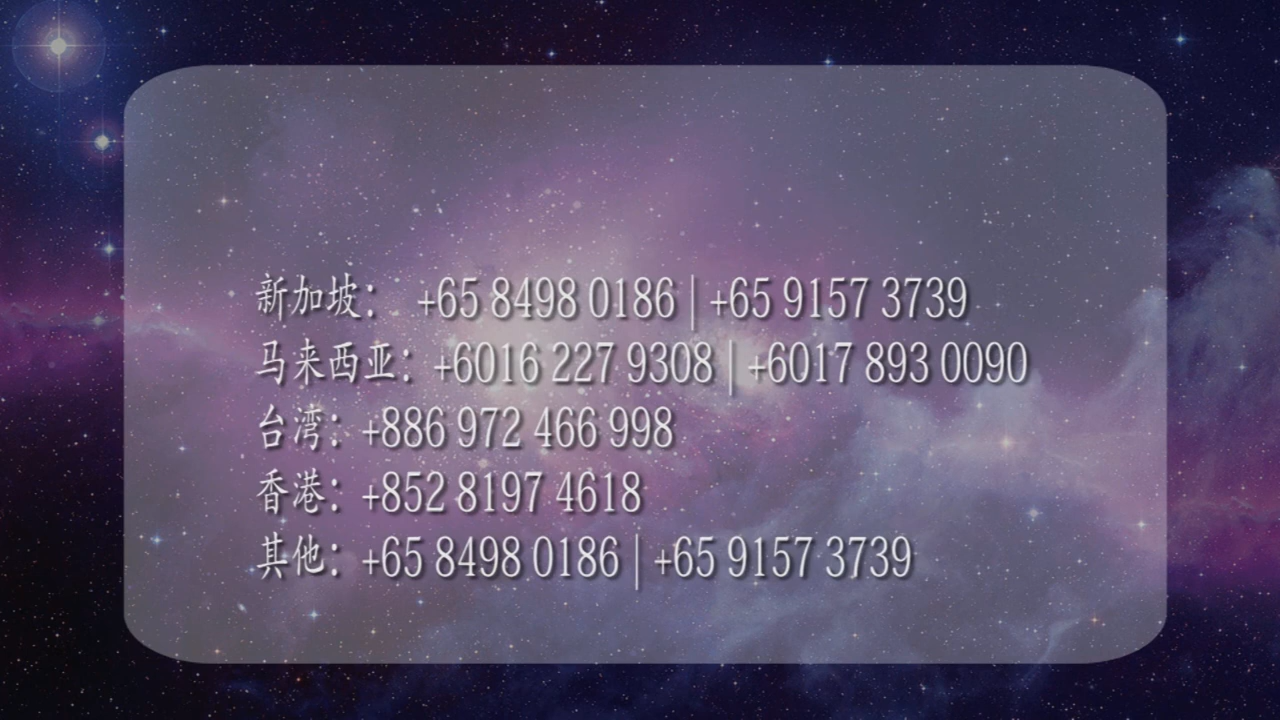 新加坡： +65 8498 0186 | +65 9157 3739
马来西亚：+6016 227 9308 | +6017 893 0090
台湾：+886 972 466 998
香港：+852 8197 4618
其他：+65 8498 0186 | +65 9157 3739